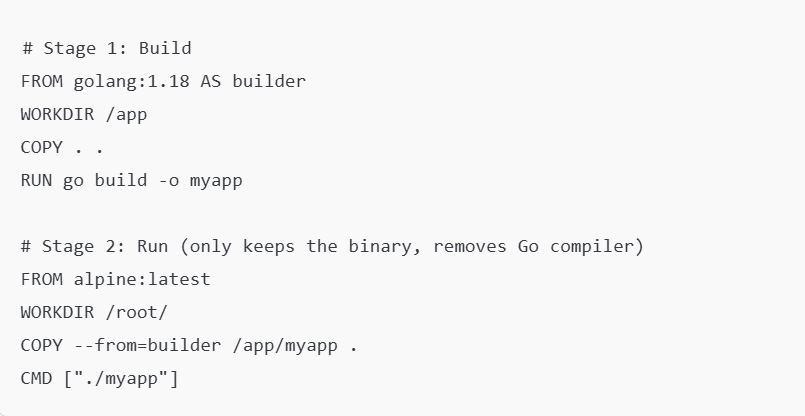 # Stage 1: Build
FROM golang:1.18 AS builder
WORKDIR /app
COPY . .
RUN go build -o myapp
# Stage 2: Run (only keeps the binary, removes Go compiler)
FROM alpine:latest
WORKDIR /root/
COPY --from=builder /app/myapp .
CMD ["./myapp"]